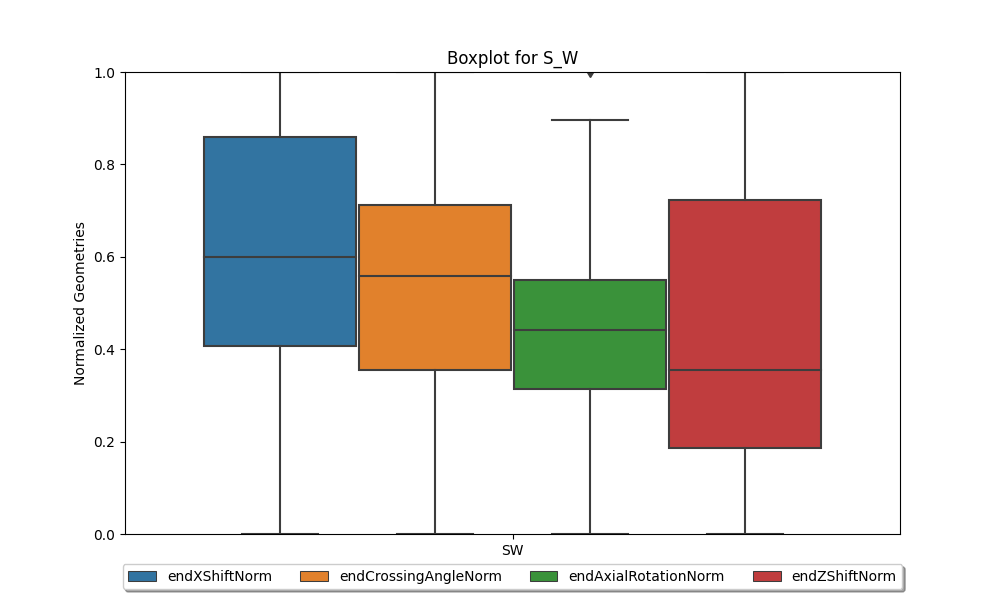 Boxplot for S_W
1.0
0.8
0.6
0.4
0.2
0.0
Normalized Geometries
SW
endXShiftNorm endCrossingAngleNorm endAxialRotationNorm endZShiftNorm